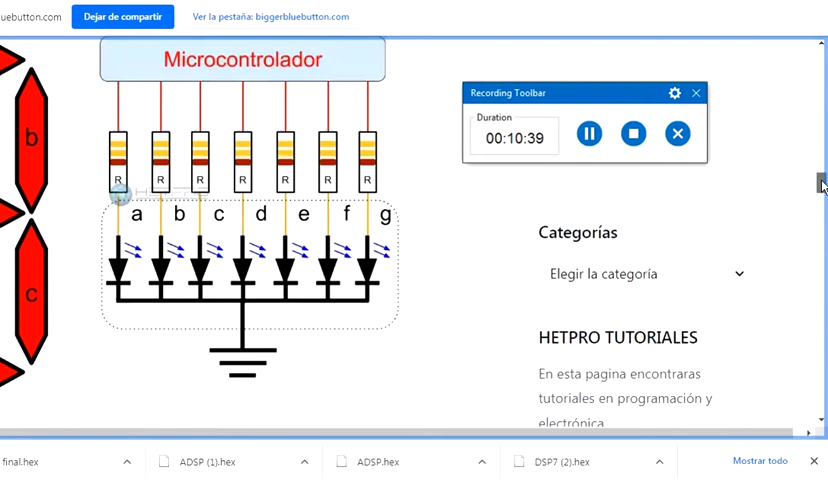 uebutton.com
Dejar de compartir
Ver la pestaña: biggerbluebutton.com
Microcontrolador
Recording Toolbar
Duration
00:10:39
b
R R R R R R R
a b c d e f g
Categorías
Elegir la categoría
c
HETPRO TUTORIALES
En esta pagina encontraras
tutoriales en programación y
electrónica
final.hex
ADSP (1).hex
ADSP.hex
DSP7 (2).hex
Mostrar todo